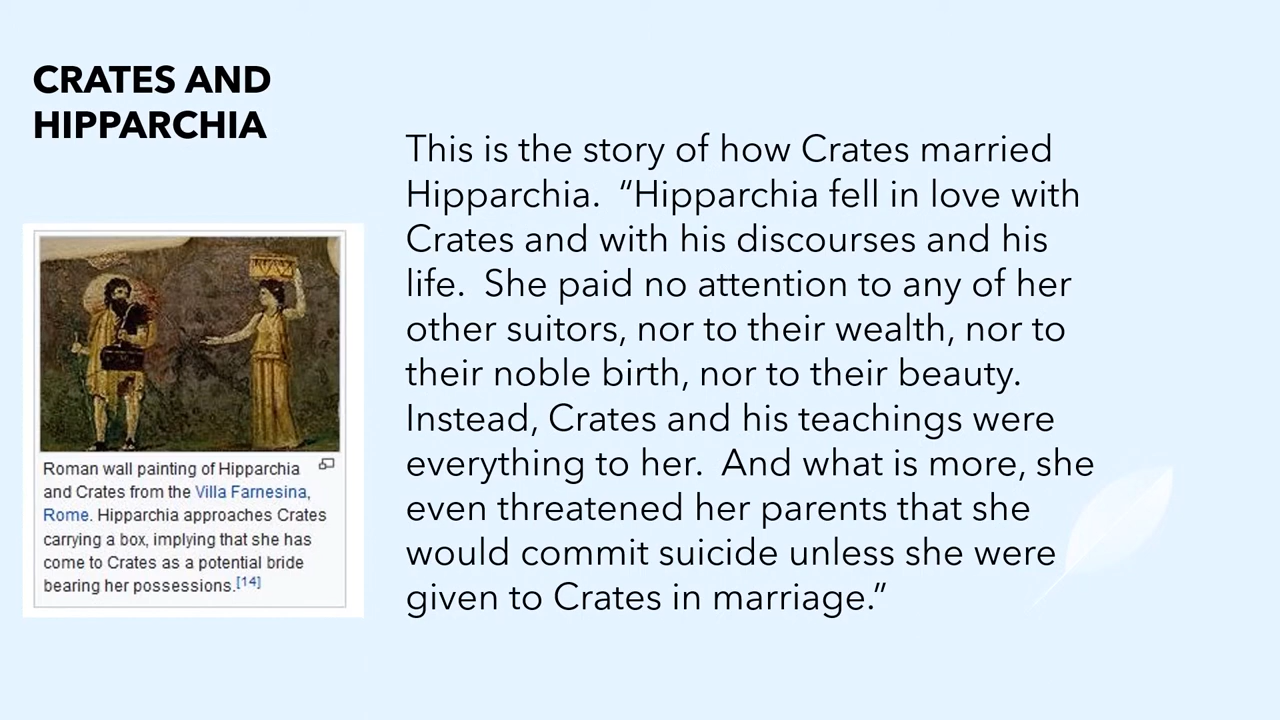 CRATES AND
HIPPARCHIA
This is the story of how Crates married
Hipparchia.  “Hipparchia fell in love with
Crates and with his discourses and his
life.  She paid no attention to any of her
other suitors, nor to their wealth, nor to
their noble birth, nor to their beauty.
Instead, Crates and his teachings were
everything to her.  And what is more, she
even threatened her parents that she
would commit suicide unless she were
given to Crates in marriage.”
Roman wall painting of Hipparchia
and Crates from the Villa Farnesina,
Rome. Hipparchia approaches Crates
carrying a box, implying that she has
come to Crates as a potential bride
bearing her possessions.[14]